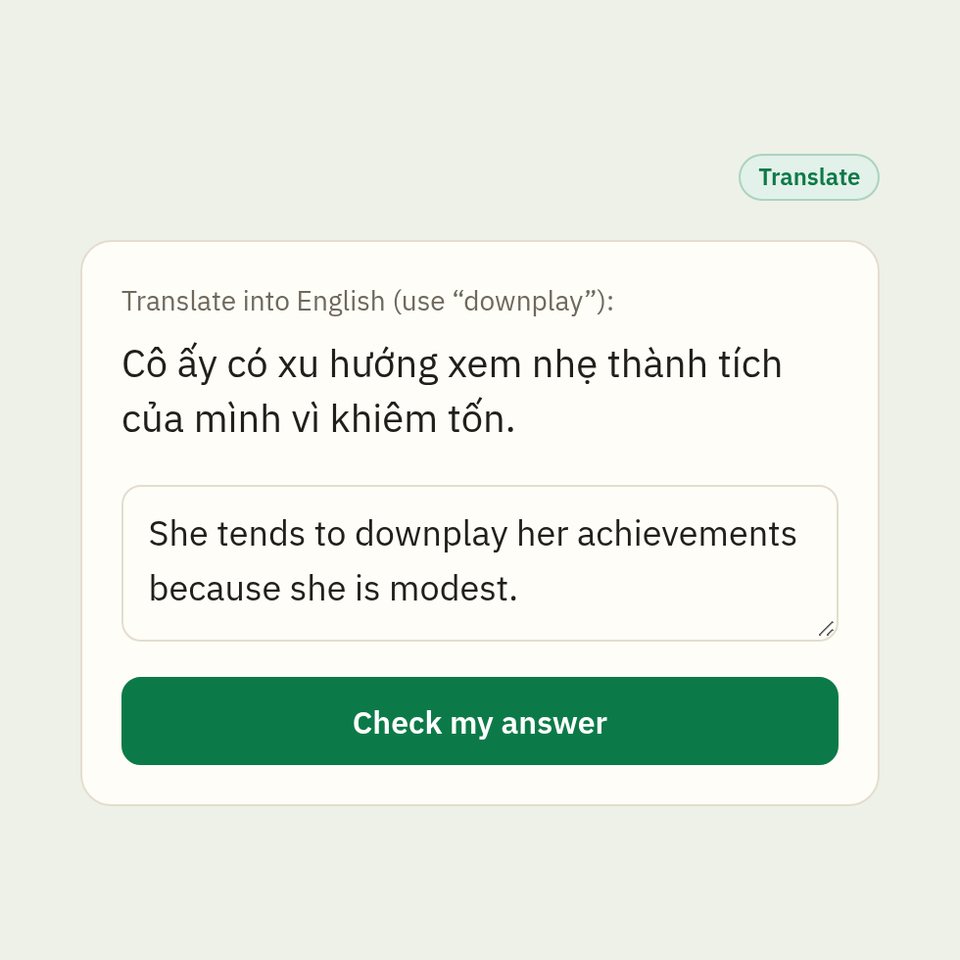 Translate
Translate into English (use “downplay”):
Cô ấy có xu hướng xem nhẹ thành tích
của mình vì khiêm tốn.
She tends to downplay her achievements
because she is modest.
Check my answer